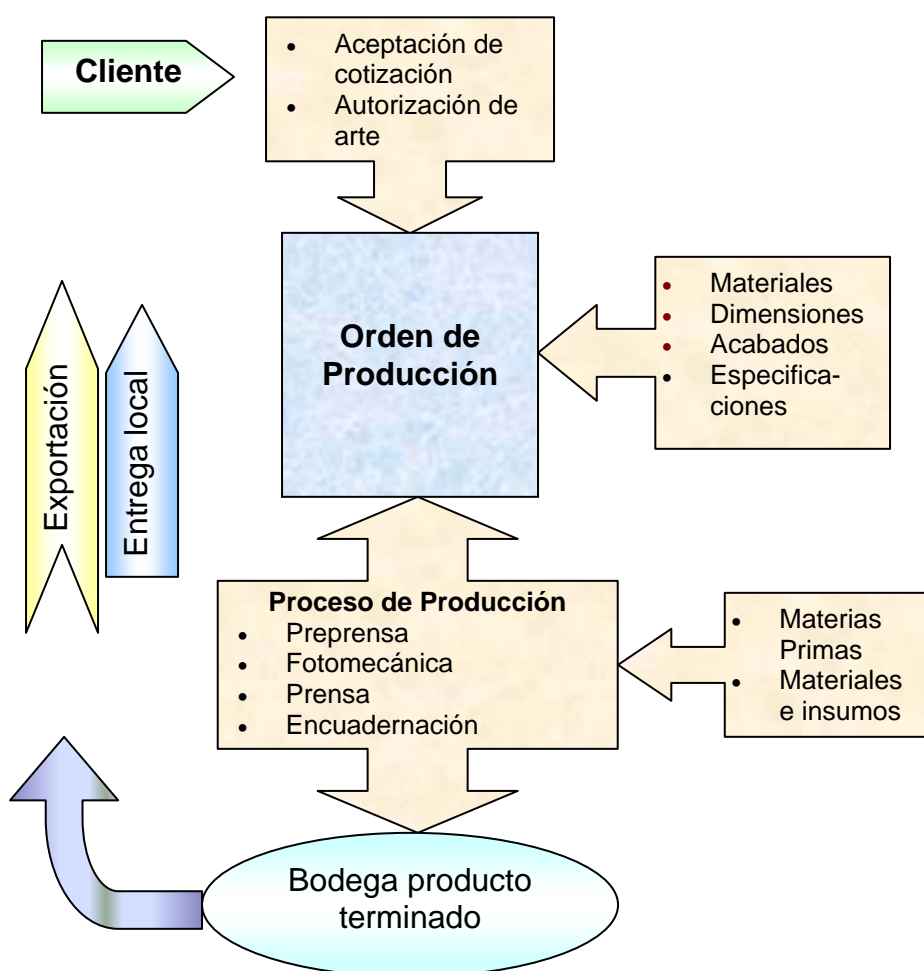 Cliente
• Aceptación de
cotización
• Autorización de
arte
Orden de
Producción
• Materiales
• Dimensiones
• Acabados
• Especifica-
ciones
Exportación
Entrega local
Proceso de Producción
• Preprensa
• Fotomecánica
• Prensa
• Encuadernación
• Materias
Primas
• Materiales
e insumos
Bodega producto
terminado